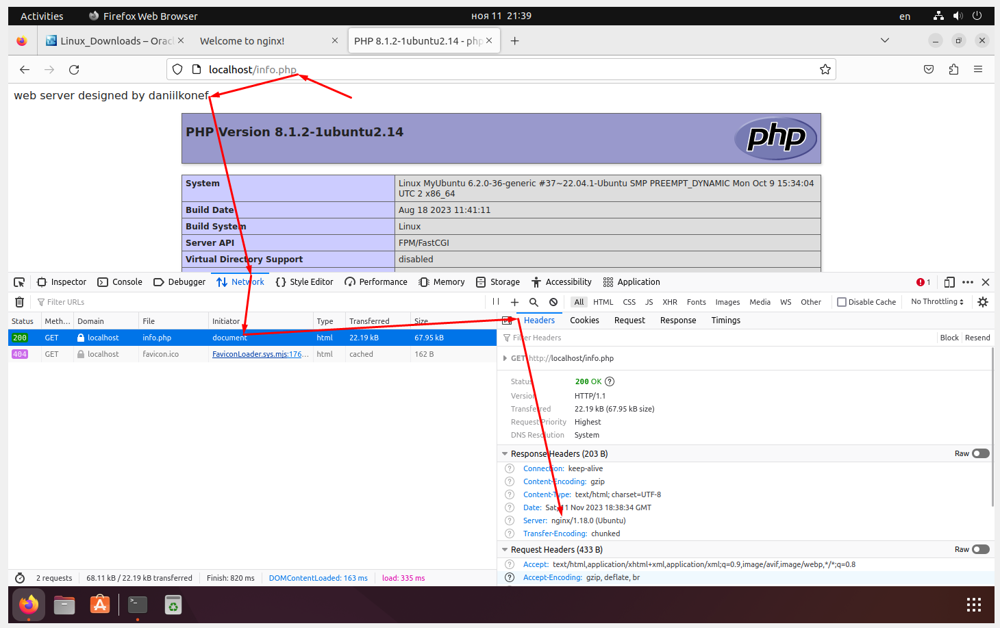 Activities Firefox Web Browser ноя 11 21:39 en
Linux_Downloads – Orac Welcome to nginx! PHP 8.1.2-1ubuntu2.14 - php
localhost/info.php
web server designed by daniilkonef
PHP Version 8.1.2-1ubuntu2.14 php
System Linux MyUbuntu 6.2.0-36-generic #37~22.04.1-Ubuntu SMP PREEMPT_DYNAMIC Mon Oct 9 15:34:04
UTC 2 x86_64
Build Date Aug 18 2023 11:41:11
Build System Linux
Server API FPM/FastCGI
Virtual Directory Support disabled
Inspector Console Debugger Network Style Editor Performance Memory Storage Accessibility Application 1
Filter URLs All HTML CSS JS XHR Fonts Images Media WS Other Disable Cache No Throttling
Status Meth... Domain File Initiator Type Transferred Size Headers Cookies Request Response Timings
200 GET localhost info.php document html 22.19 kB 67.95 kB
404 GET localhost favicon.ico FaviconLoader.sys.mjs:176... html cached 162 B
Filter Headers Block Resend
GET http://localhost/info.php
Status 200 OK
Version HTTP/1.1
Transferred 22.19 kB (67.95 kB size)
Request Priority Highest
DNS Resolution System
Response Headers (203 B) Raw
Connection: keep-alive
Content-Encoding: gzip
Content-Type: text/html; charset=UTF-8
Date: Sat, 11 Nov 2023 18:38:34 GMT
Server: nginx/1.18.0 (Ubuntu)
Transfer-Encoding: chunked
Request Headers (433 B) Raw
Accept: text/html,application/xhtml+xml,application/xml;q=0.9,image/avif,image/webp,*/*;q=0.8
Accept-Encoding: gzip, deflate, br
2 requests 68.11 kB / 22.19 kB transferred Finish: 820 ms DOMContentLoaded: 163 ms load: 335 ms